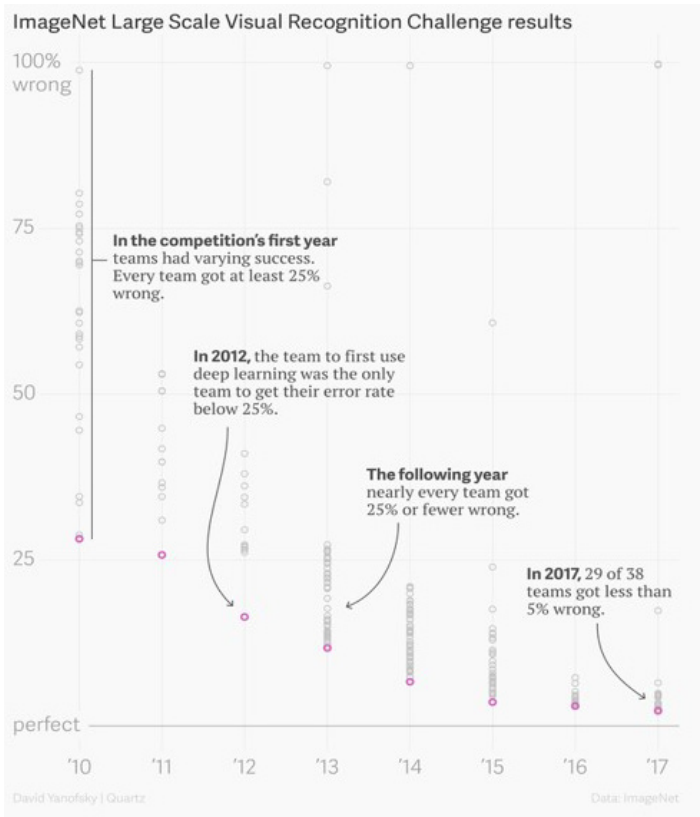 ImageNet Large Scale Visual Recognition Challenge results
100%
wrong
75
In the competition’s first year
teams had varying success.
Every team got at least 25%
wrong.
In 2012, the team to first use
deep learning was the only
team to get their error rate
below 25%.
50
The following year
nearly every team got
25% or fewer wrong.
25
In 2017, 29 of 38
teams got less than
5% wrong.
perfect
’10 ’11 ’12 ’13 ’14 ’15 ’16 ’17
David Yanofsky | Quartz
Data: ImageNet